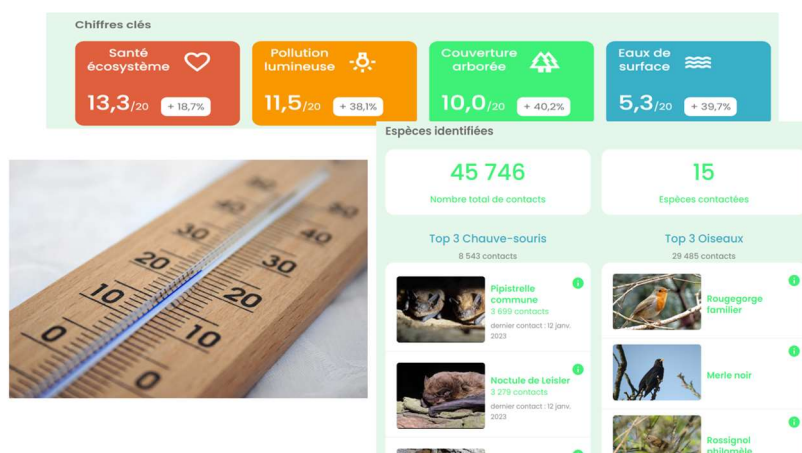 Chiffres clés
Santé
écosystème
13,3/20
+ 18,7%
Pollution
lumineuse
11,5/20
+ 38,1%
Couverture
arborée
10,0/20
+ 40,2%
Eaux de
surface
5,3/20
+ 39,7%
Espèces identifiées
45 746
Nombre total de contacts
15
Espèces contactées
Top 3 Chauve-souris
8 543 contacts
Pipistrelle
commune
3 699 contacts
dernier contact : 12 janv.
2023
Noctule de Leisler
3 279 contacts
dernier contact : 12 janv.
2023
Top 3 Oiseaux
29 485 contacts
Rougegorge
familier
Merle noir
Rossignol
philomèle
0
10
20
30
0
10
20
30
40